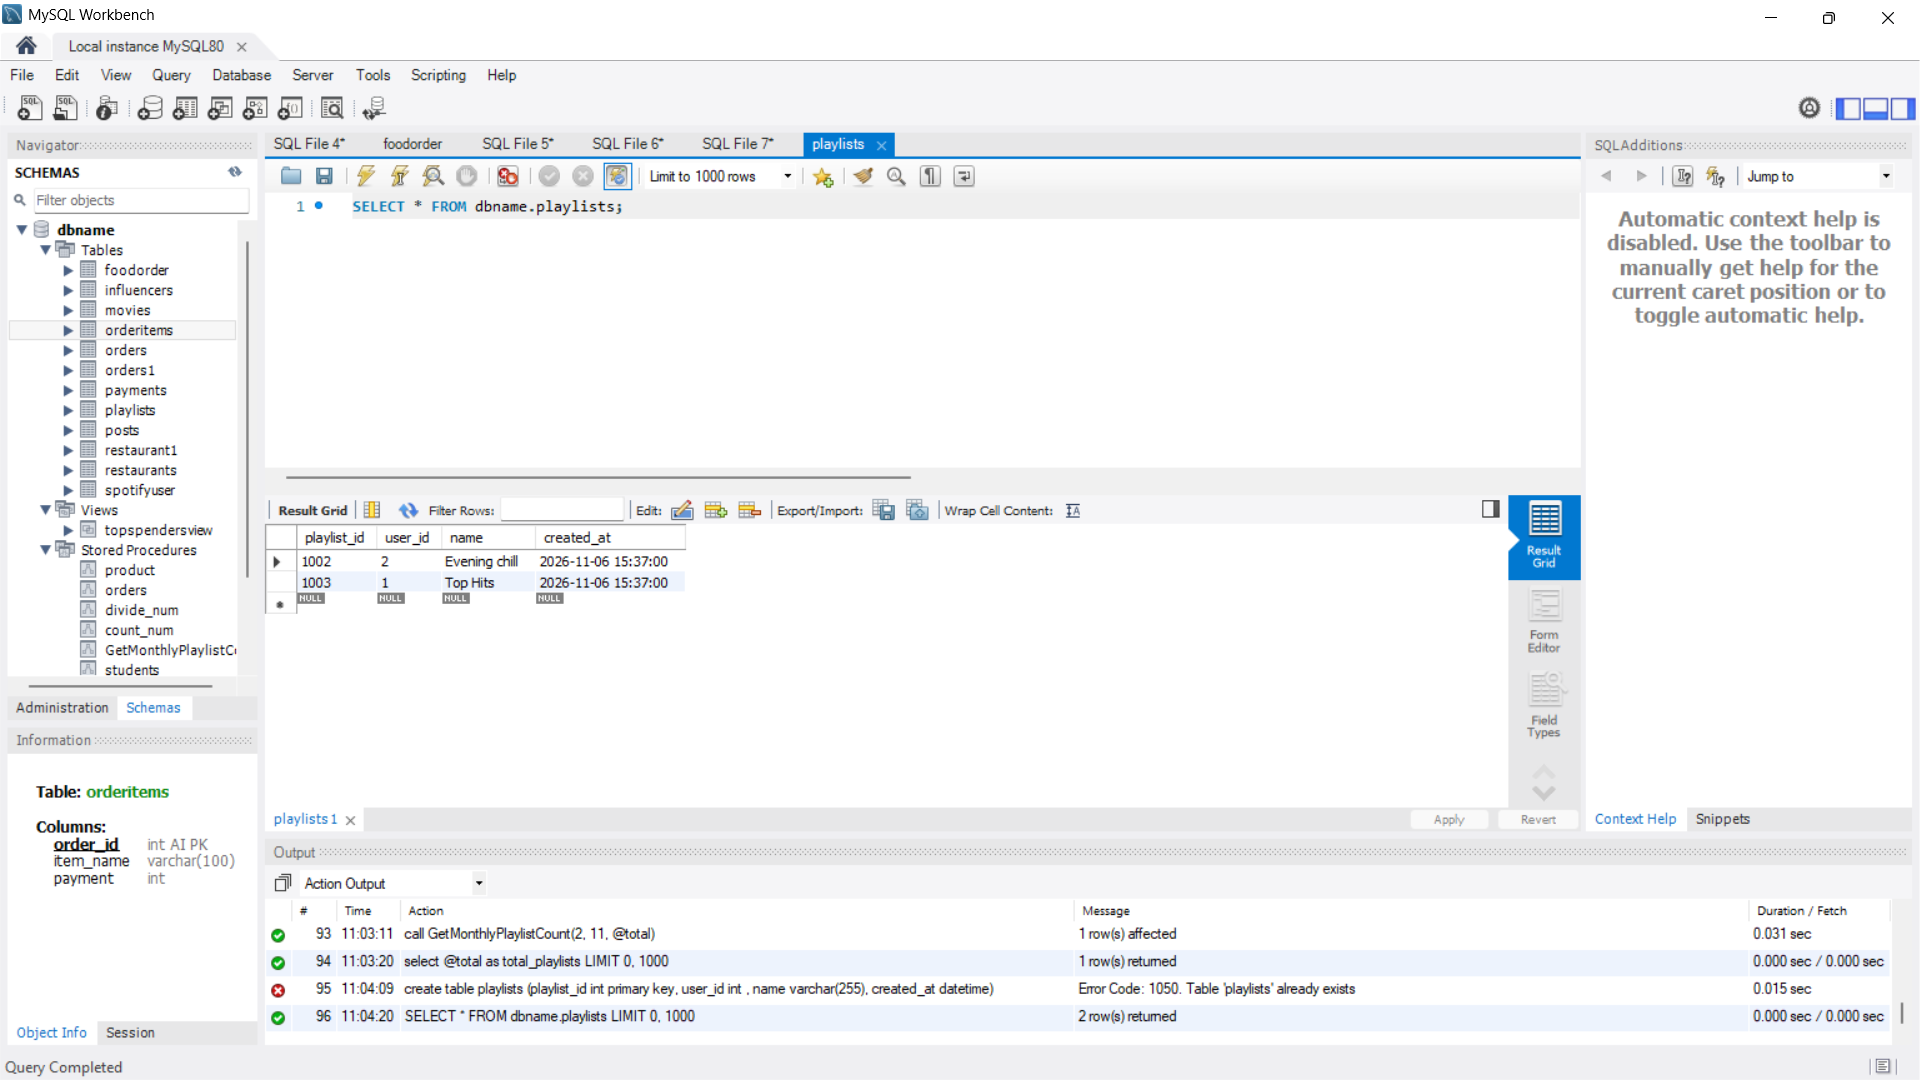 MySQL Workbench
Local instance MySQL80
File Edit View Query Database Server Tools Scripting Help
Navigator
SCHEMAS
Filter objects
dbname
Tables
foodorder
influencers
movies
orderitems
orders
orders1
payments
playlists
posts
restaurant1
restaurants
spotifyuser
Views
topspendersview
Stored Procedures
product
orders
divide_num
count_num
GetMonthlyPlaylistC
students
Administration Schemas
Information
Table: orderitems
Columns:
order_id int AI PK
item_name varchar(100)
payment int
Object Info Session
SQL File 4* foodorder SQL File 5* SQL File 6* SQL File 7* playlists
Limit to 1000 rows
1 SELECT * FROM dbname.playlists;
Result Grid Filter Rows: Edit: Export/Import: Wrap Cell Content:
playlist_id user_id name created_at
1002 2 Evening chill 2026-11-06 15:37:00
1003 1 Top Hits 2026-11-06 15:37:00
NULL NULL NULL NULL
Result Grid
Form Editor
Field Types
playlists 1 Apply Revert
SQLAdditions
Jump to
Automatic context help is
disabled. Use the toolbar to
manually get help for the
current caret position or to
toggle automatic help.
Context Help Snippets
Output
Action Output
# Time Action Message Duration / Fetch
93 11:03:11 call GetMonthlyPlaylistCount(2, 11, @total) 1 row(s) affected 0.031 sec
94 11:03:20 select @total as total_playlists LIMIT 0, 1000 1 row(s) returned 0.000 sec / 0.000 sec
95 11:04:09 create table playlists (playlist_id int primary key, user_id int , name varchar(255), created_at datetime) Error Code: 1050. Table 'playlists' already exists 0.015 sec
96 11:04:20 SELECT * FROM dbname.playlists LIMIT 0, 1000 2 row(s) returned 0.000 sec / 0.000 sec
Query Completed